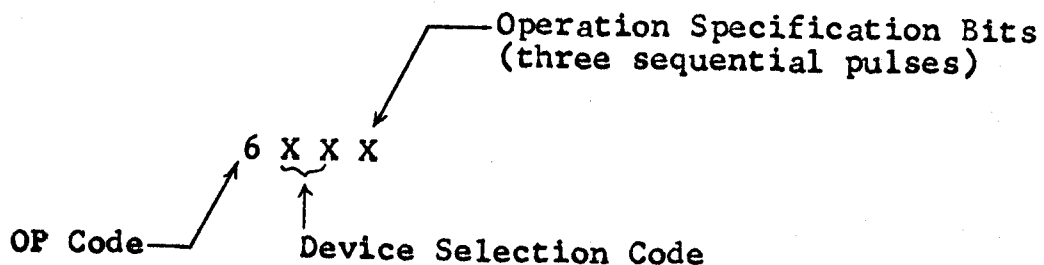 Operation Specification Bits
(three sequential pulses)
6 X X X
OP Code
Device Selection Code